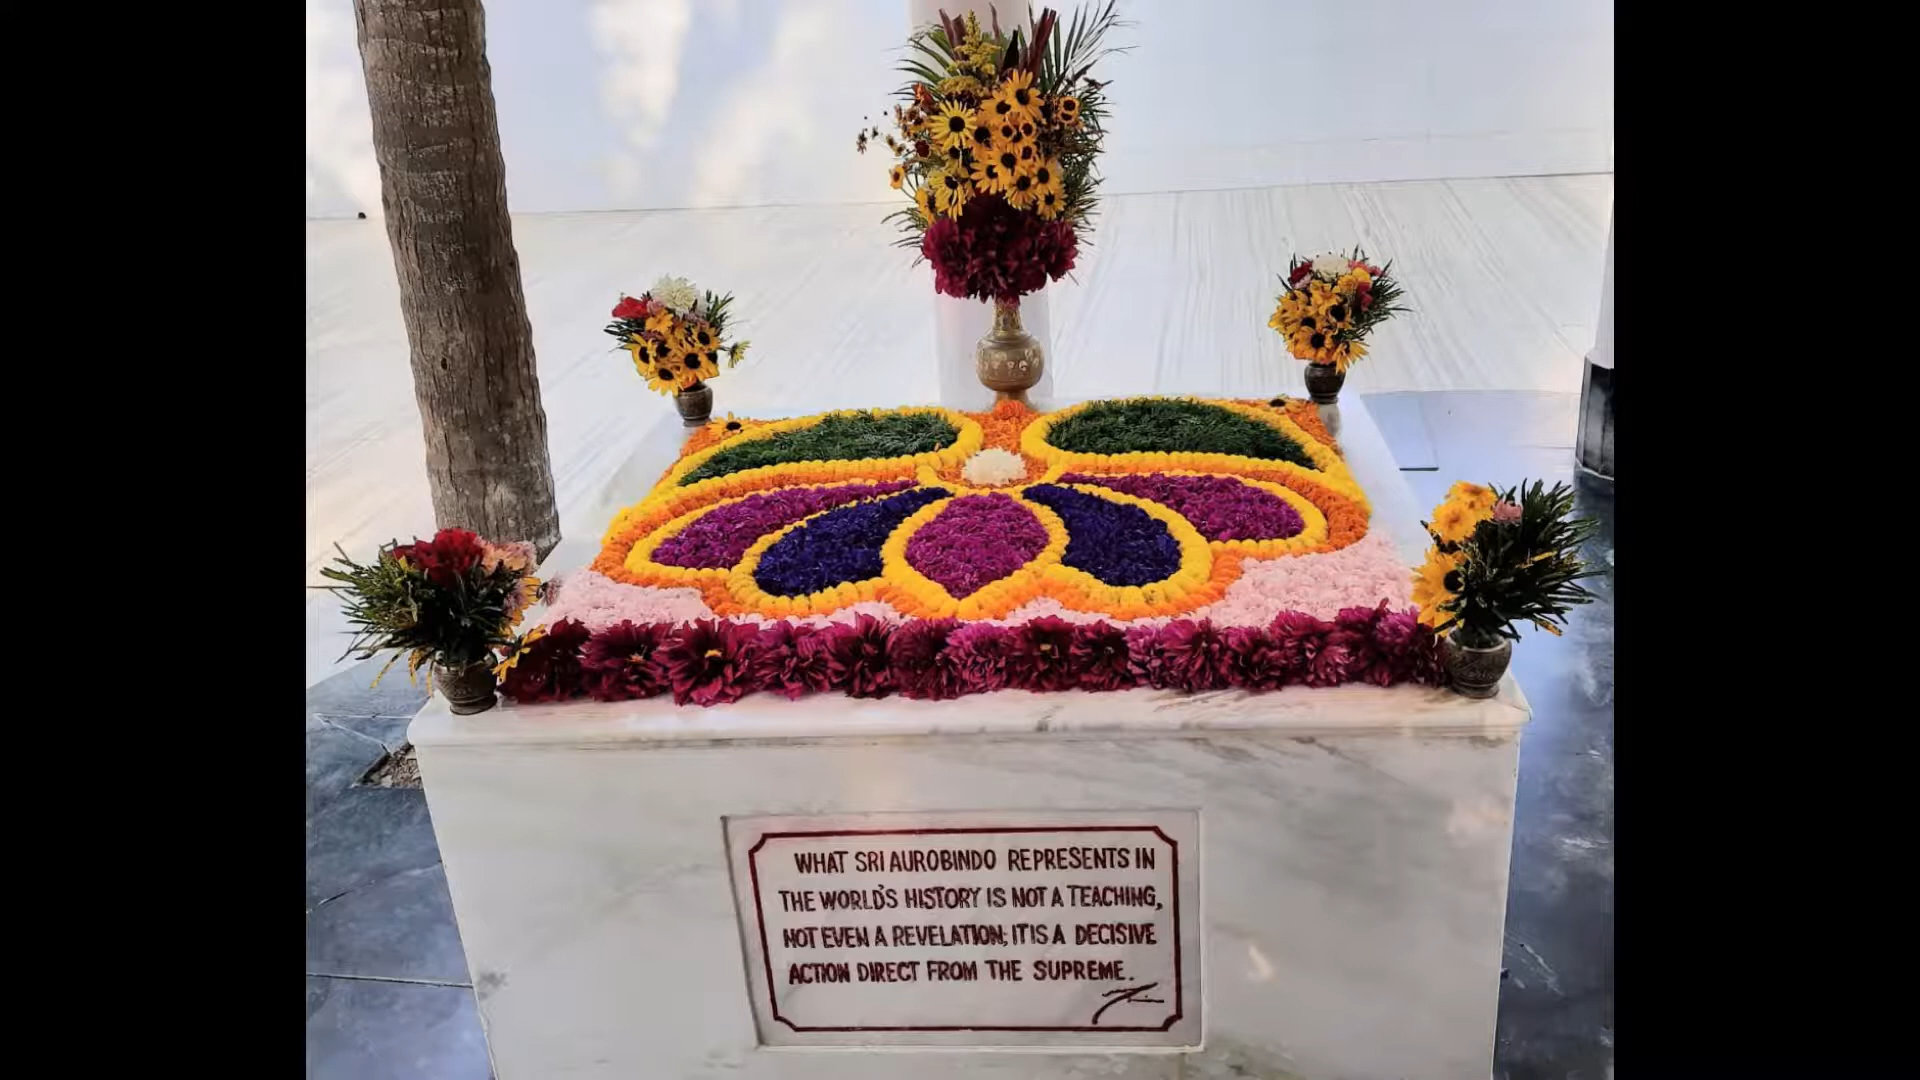 WHAT SRI AUROBINDO REPRESENTS IN
THE WORLD'S HISTORY IS NOT A TEACHING,
NOT EVEN A REVELATION; IT IS A DECISIVE
ACTION DIRECT FROM THE SUPREME.